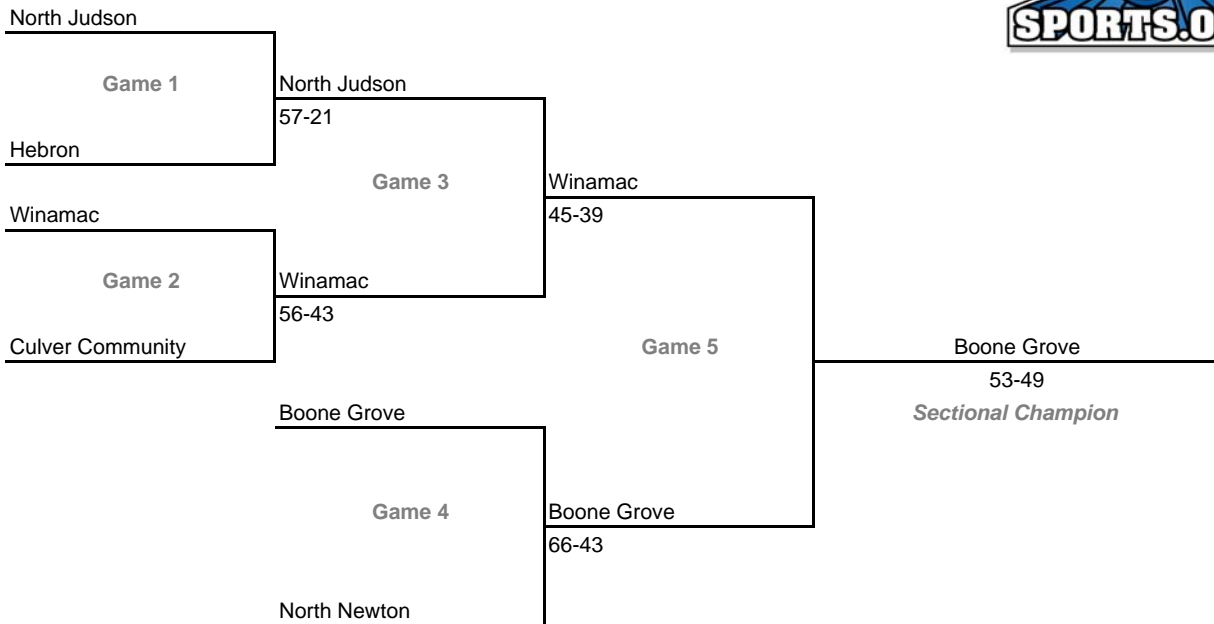 SPORTS.O
North Judson
Game 1
North Judson
57-21
Hebron
Game 3
Winamac
45-39
Winamac
Game 2
Winamac
56-43
Culver Community
Game 5
Boone Grove
53-49
Sectional Champion
Boone Grove
Game 4
Boone Grove
66-43
North Newton